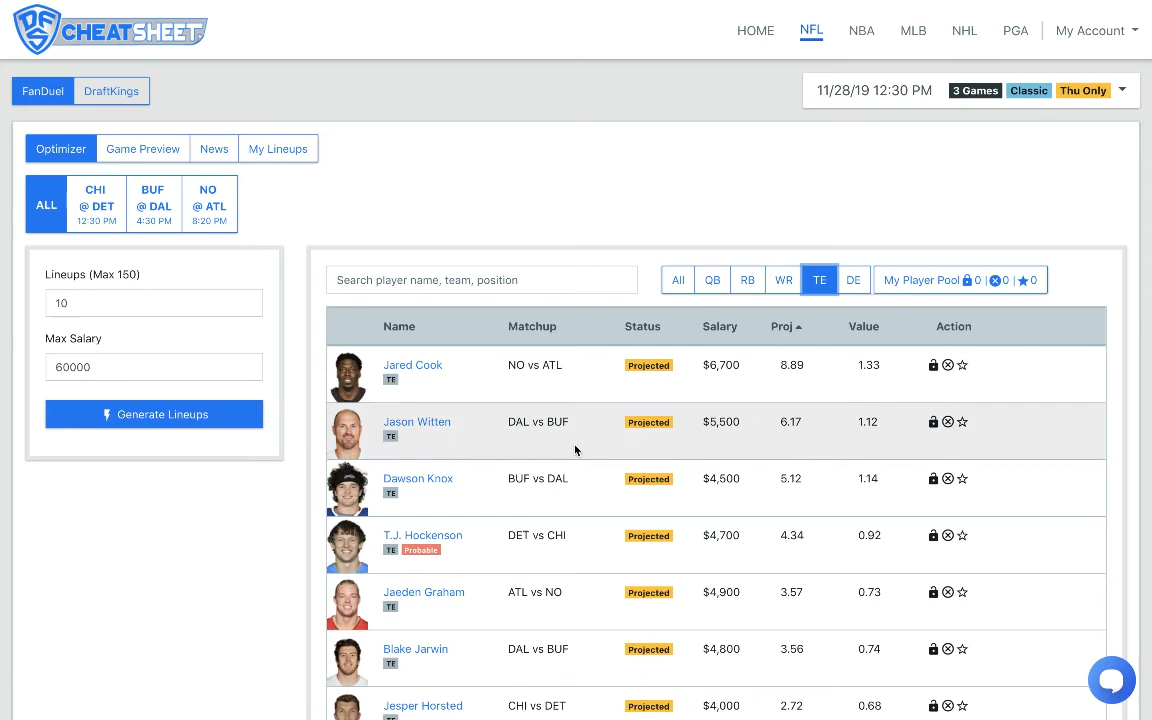 DFS CHEATSHEET
HOME NFL NBA MLB NHL PGA My Account
FanDuel DraftKings
11/28/19 12:30 PM 3 Games Classic Thu Only
Optimizer Game Preview News My Lineups
ALL
CHI
@ DET
12:30 PM
BUF
@ DAL
4:30 PM
NO
@ ATL
8:20 PM
Lineups (Max 150)
10
Max Salary
60000
Generate Lineups
Search player name, team, position
All QB RB WR TE DE My Player Pool 0 | 0 | 0
Name Matchup Status Salary Proj Value Action
Jared Cook NO vs ATL Projected $6,700 8.89 1.33
TE
Jason Witten DAL vs BUF Projected $5,500 6.17 1.12
TE
Dawson Knox BUF vs DAL Projected $4,500 5.12 1.14
TE
T.J. Hockenson DET vs CHI Projected $4,700 4.34 0.92
TE Probable
Jaeden Graham ATL vs NO Projected $4,900 3.57 0.73
TE
Blake Jarwin DAL vs BUF Projected $4,800 3.56 0.74
TE
Jesper Horsted CHI vs DET Projected $4,000 2.72 0.68
TE